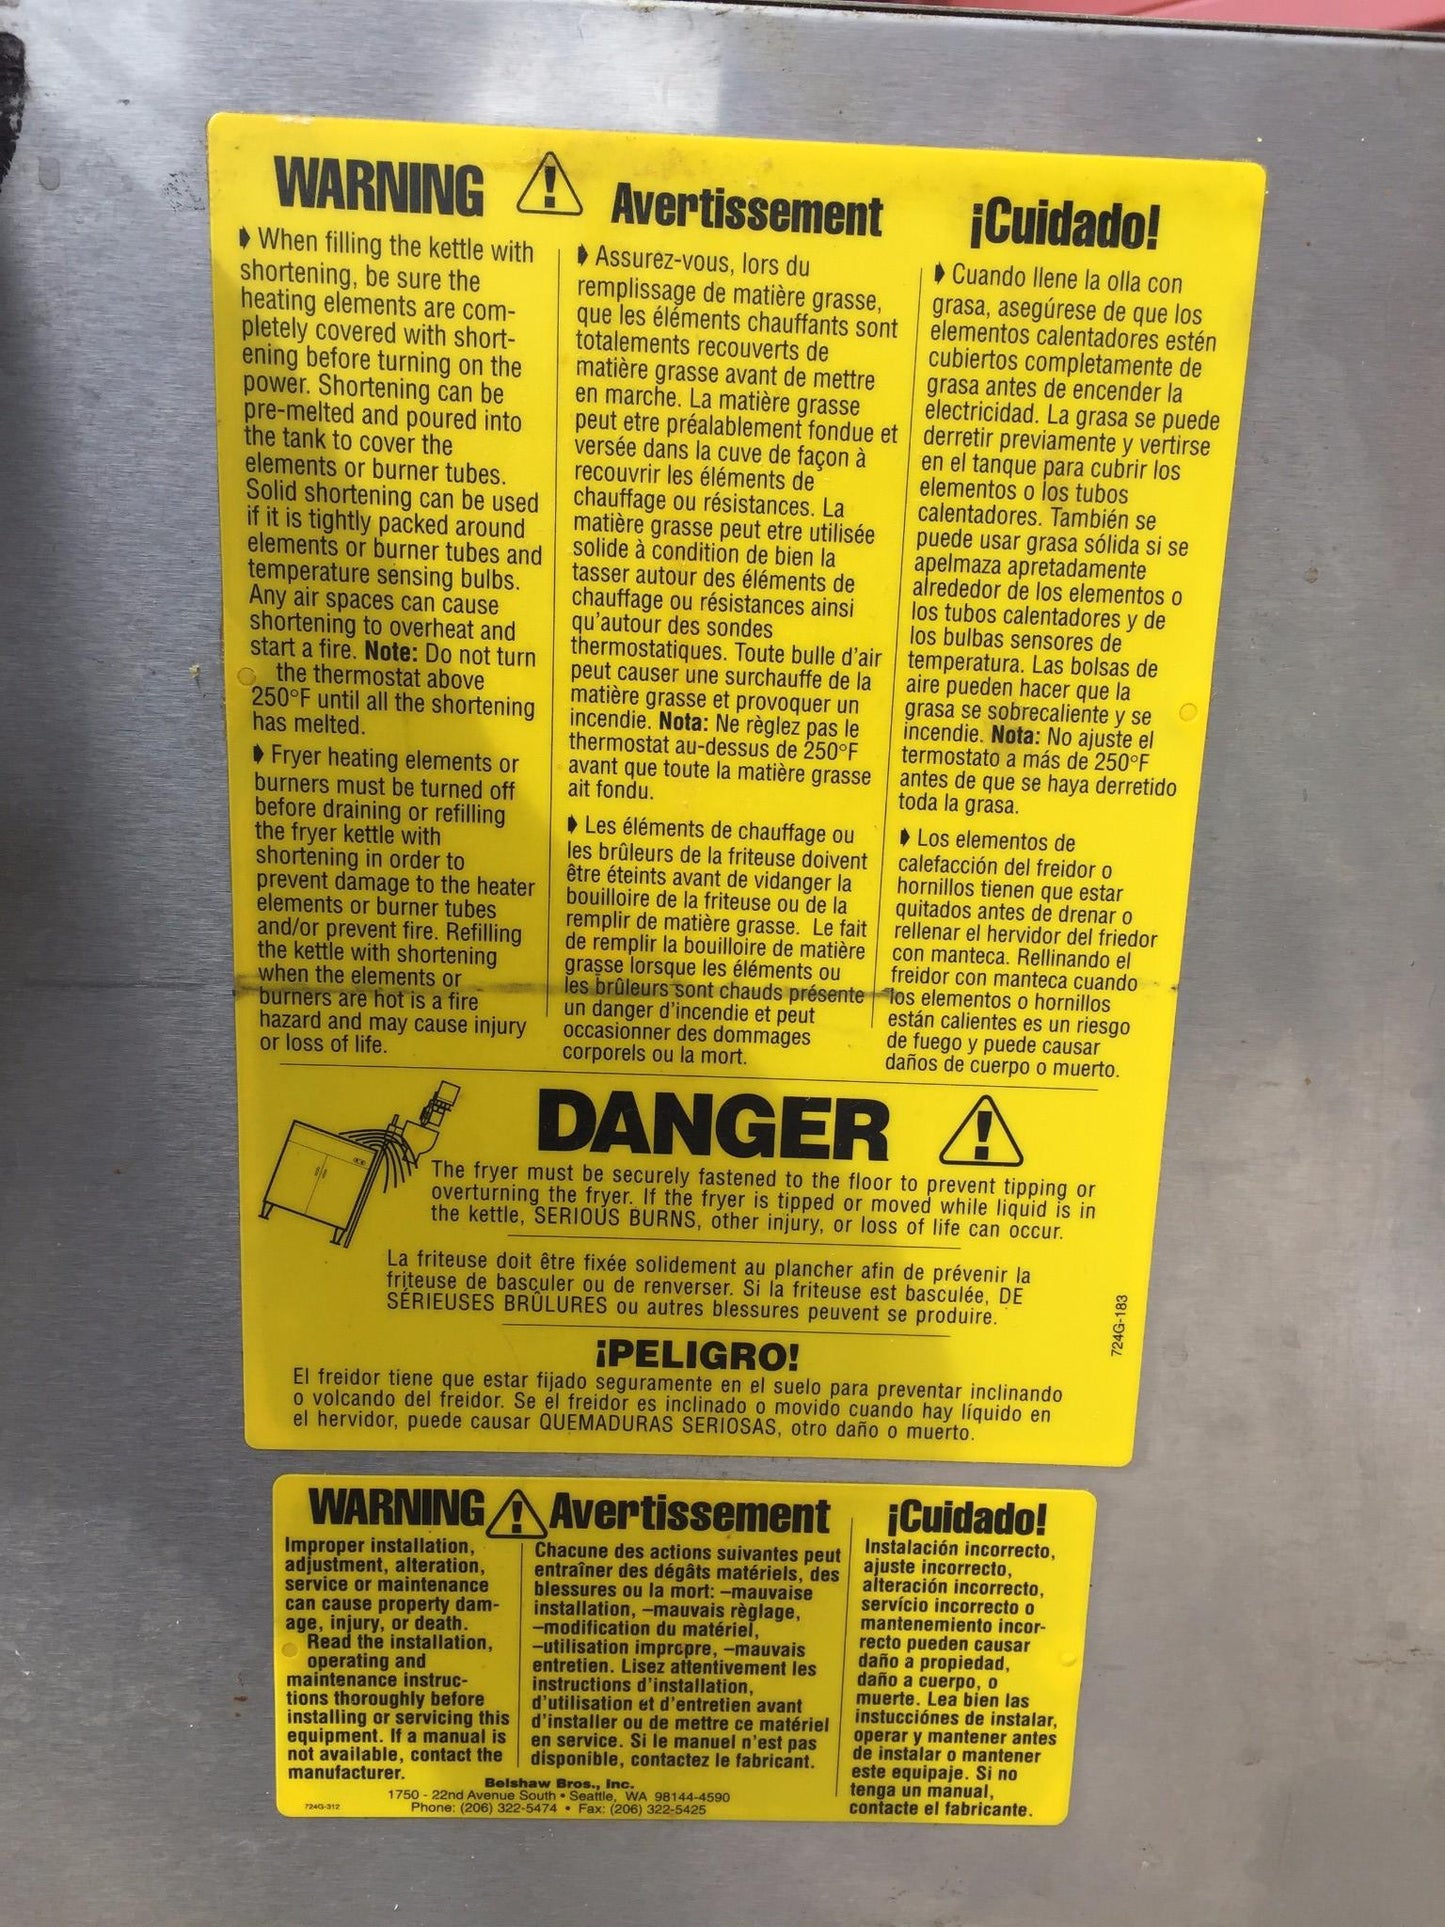 WARNING
▶ When filling the kettle with
shortening, be sure the
heating elements are com-
pletely covered with short-
ening before turning on the
power. Shortening can be
pre-melted and poured into
the tank to cover the
elements or burner tubes.
Solid shortening can be used
if it is tightly packed around
elements or burner tubes and
temperature sensing bulbs.
Any air spaces can cause
shortening to overheat and
start a fire. Note: Do not turn
the thermostat above
250°F until all the shortening
has melted.
▶ Fryer heating elements or
burners must be turned off
before draining or refilling
the fryer kettle with
shortening in order to
prevent damage to the heater
elements or burner tubes
and/or prevent fire. Refilling
the kettle with shortening
when the elements or
burners are hot is a fire
hazard and may cause injury
or loss of life.
Avertissement
▶ Assurez-vous, lors du
remplissage de matière grasse,
que les éléments chauffants sont
totalements recouverts de
matière grasse avant de mettre
en marche. La matière grasse
peut etre préalablement fondue et
versée dans la cuve de façon à
recouvrir les éléments de
chauffage ou résistances. La
matière grasse peut etre utilisée
solide à condition de bien la
tasser autour des éléments de
chauffage ou résistances ainsi
qu'autour des sondes
thermostatiques. Toute bulle d'air
peut causer une surchauffe de la
matière grasse et provoquer un
incendie. Nota: Ne règlez pas le
thermostat au-dessus de 250°F
avant que toute la matière grasse
ait fondu.
▶ Les éléments de chauffage ou
les brûleurs de la friteuse doivent
être éteints avant de vidanger la
bouilloire de la friteuse ou de la
remplir de matière grasse. Le fait
de remplir la bouilloire de matière
grasse lorsque les éléments ou
les brûleurs sont chauds présente
un danger d'incendie et peut
occasionner des dommages
corporels ou la mort.
¡Cuidado!
▶ Cuando llene la olla con
grasa, asegúrese de que los
elementos calentadores estén
cubiertos completamente de
grasa antes de encender la
electricidad. La grasa se puede
derretir previamente y vertirse
en el tanque para cubrir los
elementos o los tubos
calentadores. También se
puede usar grasa sólida si se
apelmaza apretadamente
alrededor de los elementos o
los tubos calentadores y de
los bulbas sensores de
temperatura. Las bolsas de
aire pueden hacer que la
grasa se sobrecaliente y se
incendie. Nota: No ajuste el
termostato a más de 250°F
antes de que se haya derretido
toda la grasa.
▶ Los elementos de
calefacción del freidor o
hornillos tienen que estar
quitados antes de drenar o
rellenar el hervidor del friedor
con manteca. Rellinando el
freidor con manteca cuando
los elementos o hornillos
están calientes es un riesgo
de fuego y puede causar
daños de cuerpo o muerto.
DANGER
The fryer must be securely fastened to the floor to prevent tipping or
overturning the fryer. If the fryer is tipped or moved while liquid is in
the kettle, SERIOUS BURNS, other injury, or loss of life can occur.
La friteuse doit être fixée solidement au plancher afin de prévenir la
friteuse de basculer ou de renverser. Si la friteuse est basculée, DE
SÉRIEUSES BRÛLURES ou autres blessures peuvent se produire.
724G-183
¡PELIGRO!
El freidor tiene que estar fijado seguramente en el suelo para preventar inclinando
o volcando del freidor. Se el freidor es inclinado o movido cuando hay líquido en
el hervidor, puede causar QUEMADURAS SERIOSAS, otro daño o muerto.
WARNING
Improper installation,
adjustment, alteration,
service or maintenance
can cause property dam-
age, injury, or death.
Read the installation,
operating and
maintenance instruc-
tions thoroughly before
installing or servicing this
equipment. If a manual is
not available, contact the
manufacturer.
Avertissement
Chacune des actions suivantes peut
entraîner des dégâts matériels, des
blessures ou la mort: –mauvaise
installation, –mauvais règlage,
–modification du matériel,
–utilisation impropre, –mauvais
entretien. Lisez attentivement les
instructions d'installation,
d'utilisation et d'entretien avant
d'installer ou de mettre ce matériel
en service. Si le manuel n'est pas
disponible, contactez le fabricant.
¡Cuidado!
Instalación incorrecto,
ajuste incorrecto,
alteración incorrecto,
servício incorrecto o
mantenemiento incor-
recto pueden causar
daño a propiedad,
daño a cuerpo, o
muerte. Lea bien las
instucciónes de instalar,
operar y mantener antes
de instalar o mantener
este equipaje. Si no
tenga un manual,
contacte el fabricante.
Belshaw Bros., Inc.
1750 - 22nd Avenue South • Seattle, WA 98144-4590
Phone: (206) 322-5474 • Fax: (206) 322-5425
724G-312